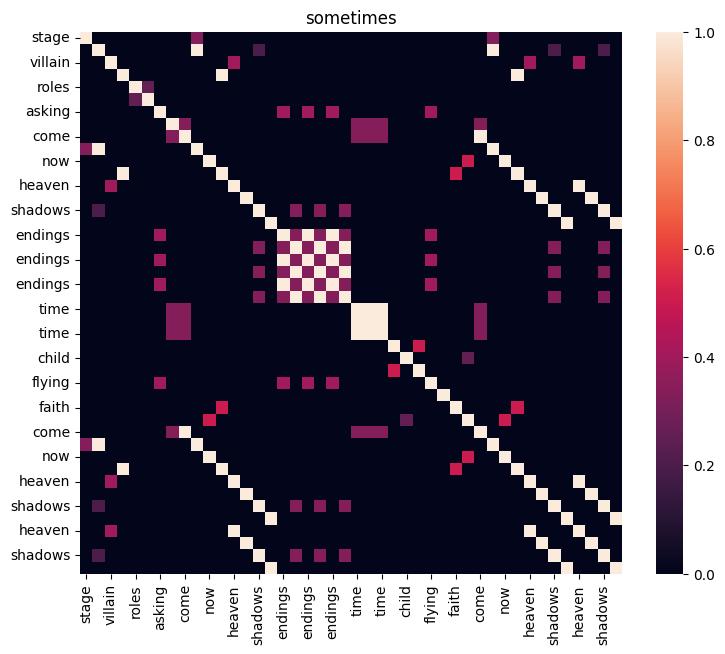 sometimes
stage
villain
roles
asking
come
now
heaven
shadows
endings
endings
endings
time
time
child
flying
faith
come
now
heaven
shadows
heaven
shadows
stage
villain
roles
asking
come
now
heaven
shadows
endings
endings
endings
time
time
child
flying
faith
come
now
heaven
shadows
heaven
shadows
1.0
0.8
0.6
0.4
0.2
0.0